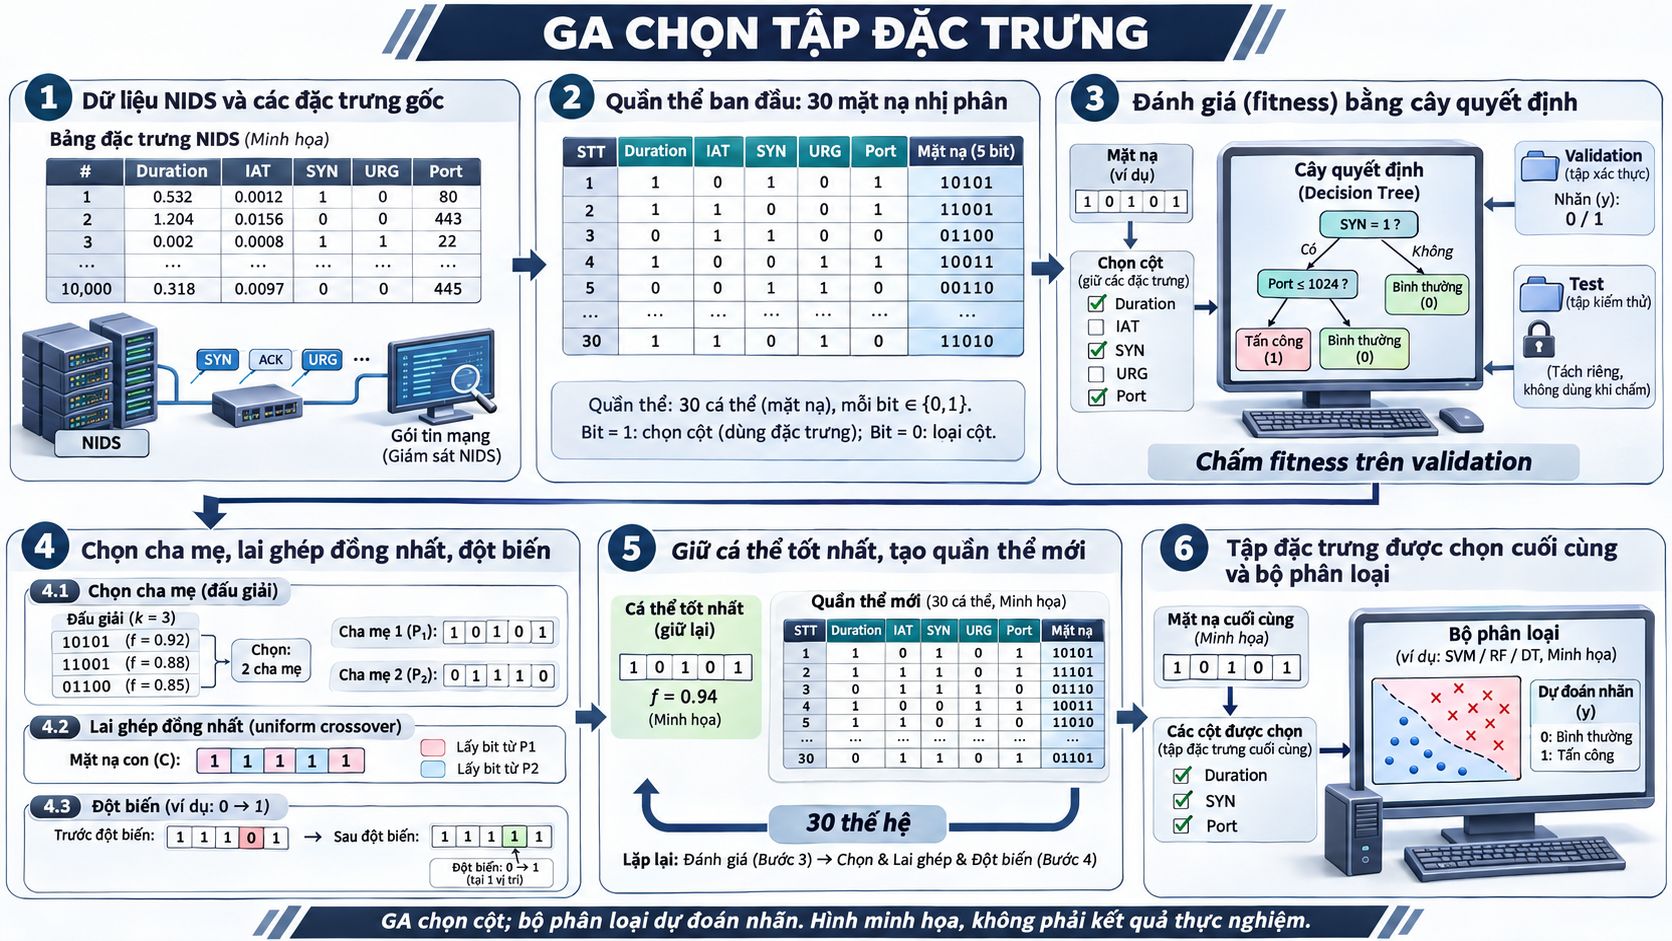 GA CHỌN TẬP ĐẶC TRƯNG
1 Dữ liệu NIDS và các đặc trưng gốc
Bảng đặc trưng NIDS (Minh họa)
# Duration IAT SYN URG Port
1 0.532 0.0012 1 0 80
2 1.204 0.0156 0 0 443
3 0.002 0.0008 1 1 22
... ... ... ... ... ...
10,000 0.318 0.0097 0 0 445
SYN ACK URG ...
NIDS
Gói tin mạng
(Giám sát NIDS)
2 Quần thể ban đầu: 30 mặt nạ nhị phân
STT Duration IAT SYN URG Port Mặt nạ (5 bit)
1 1 0 1 0 1 10101
2 1 1 0 0 1 11001
3 0 1 1 0 0 01100
4 1 0 0 1 1 10011
5 0 0 1 1 0 00110
... ... ... ... ... ... ...
30 1 1 0 1 0 11010
Quần thể: 30 cá thể (mặt nạ), mỗi bit ∈ {0,1}.
Bit = 1: chọn cột (dùng đặc trưng); Bit = 0: loại cột.
3 Đánh giá (fitness) bằng cây quyết định
Mặt nạ
(ví dụ)
1 0 1 0 1
Chọn cột
(giữ các đặc trưng)
Duration
IAT
SYN
URG
Port
Cây quyết định
(Decision Tree)
SYN = 1 ?
Có Không
Port ≤ 1024 ?
Bình thường
(0)
Tấn công
(1)
Bình thường
(0)
Validation
(tập xác thực)
Nhãn (y):
0 / 1
Test
(tập kiểm thử)
(Tách riêng,
không dùng khi chấm)
Chấm fitness trên validation
4 Chọn cha mẹ, lai ghép đồng nhất, đột biến
4.1 Chọn cha mẹ (đấu giải)
Đấu giải (k = 3)
10101 (f = 0.92)
11001 (f = 0.88)
01100 (f = 0.85)
Chọn:
2 cha mẹ
Cha mẹ 1 (P₁): 1 0 1 0 1
Cha mẹ 2 (P₂): 0 1 1 1 0
4.2 Lai ghép đồng nhất (uniform crossover)
Mặt nạ con (C): 1 1 1 1 1
Lấy bit từ P1
Lấy bit từ P2
4.3 Đột biến (ví dụ: 0 → 1)
Trước đột biến: 1 1 1 0 1 → Sau đột biến: 1 1 1 1 1
Đột biến: 0 → 1
(tại 1 vị trí)
5 Giữ cá thể tốt nhất, tạo quần thể mới
Cá thể tốt nhất
(giữ lại)
1 0 1 0 1
f = 0.94
(Minh họa)
Quần thể mới (30 cá thể, Minh họa)
STT Duration IAT SYN URG Port Mặt nạ
1 1 0 1 0 1 10101
2 1 1 1 0 1 11101
3 0 1 1 1 0 01110
4 1 0 0 1 1 10011
5 1 1 0 1 0 11010
... ... ... ... ... ... ...
30 0 1 1 0 1 01101
30 thế hệ
Lặp lại: Đánh giá (Bước 3) → Chọn & Lai ghép & Đột biến (Bước 4)
6 Tập đặc trưng được chọn cuối cùng
và bộ phân loại
Mặt nạ cuối cùng
(Minh họa)
1 0 1 0 1
Các cột được chọn
(tập đặc trưng cuối cùng)
Duration
SYN
Port
Bộ phân loại
(ví dụ: SVM / RF / DT, Minh họa)
Dự đoán nhãn
(y)
0: Bình thường
1: Tấn công
GA chọn cột; bộ phân loại dự đoán nhãn. Hình minh họa, không phải kết quả thực nghiệm.